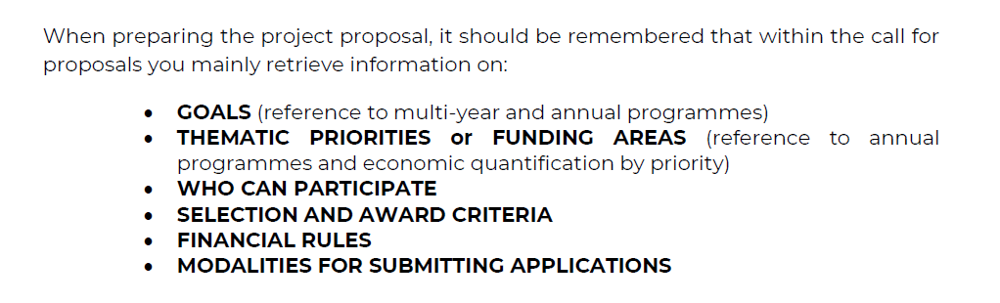 When preparing the project proposal, it should be remembered that within the call for
proposals you mainly retrieve information on:
• GOALS (reference to multi-year and annual programmes)
• THEMATIC PRIORITIES or FUNDING AREAS (reference to annual
programmes and economic quantification by priority)
• WHO CAN PARTICIPATE
• SELECTION AND AWARD CRITERIA
• FINANCIAL RULES
• MODALITIES FOR SUBMITTING APPLICATIONS